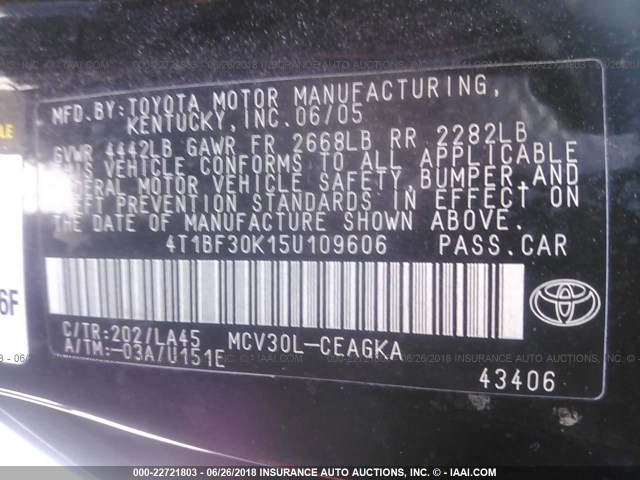 MFD.BY:TOYOTA MOTOR MANUFACTURING,
KENTUCKY,INC.06/05
GVWR 4442LB GAWR FR 2668LB RR 2282LB
THIS VEHICLE CONFORMS TO ALL APPLICABLE
FEDERAL MOTOR VEHICLE SAFETY,BUMPER,AND
THEFT PREVENTION STANDARDS IN EFFECT ON
THE DATE OF MANUFACTURE SHOWN ABOVE.
4T1BF30K15U109606 PASS.CAR
6F
C/TR:202/LA45 MCV30L-CEAGKA
A/TM:-03A/U151E
43406
000-22721803 - 06/26/2018 INSURANCE AUTO AUCTIONS, INC. - © IAAI.COM